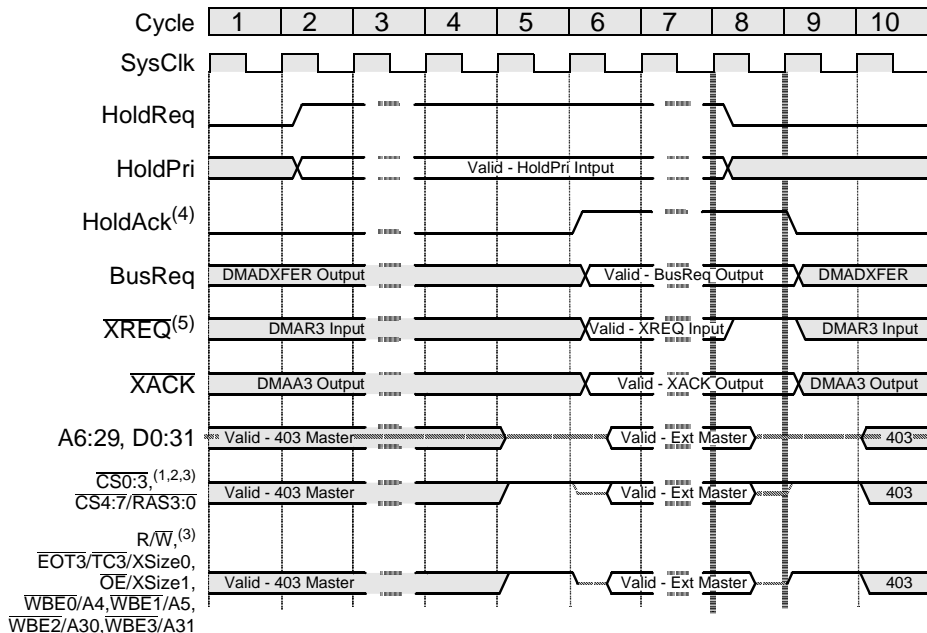 Cycle 1 2 3 4 5 6 7 8 9 10
SysClk
HoldReq
HoldPri Valid - HoldPri Intput
HoldAck(4)
BusReq DMADXFER Output Valid - BusReq Output DMADXFER
XREQ(5) DMAR3 Input Valid - XREQ Input DMAR3 Input
XACK DMAA3 Output Valid - XACK Output DMAA3 Output
A6:29, D0:31 Valid - 403 Master Valid - Ext Master 403
CS0:3,(1,2,3)
CS4:7/RAS3:0 Valid - 403 Master Valid - Ext Master 403
R/W,(3)
EOT3/TC3/XSize0,
OE/XSize1, Valid - 403 Master Valid - Ext Master 403
WBE0/A4,WBE1/A5,
WBE2/A30,WBE3/A31